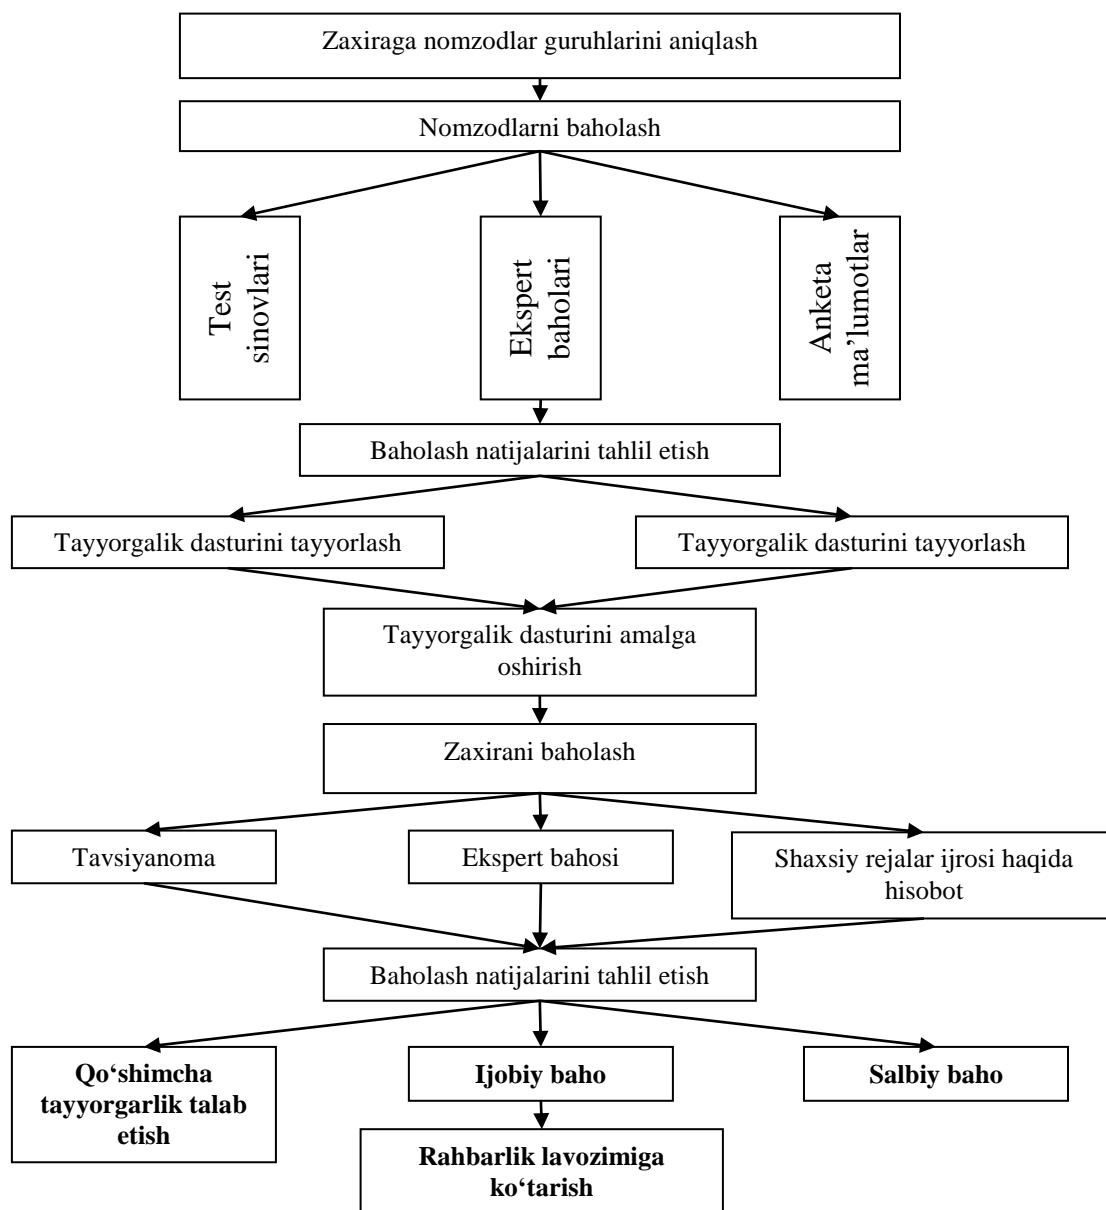 Zaxiraga nomzodlar guruhlarini aniqlash
Nomzodlarni baholash
Test
sinovlari
Ekspert
baholari
Anketa
ma’lumotlar
Baholash natijalarini tahlil etish
Tayyorgalik dasturini tayyorlash
Tayyorgalik dasturini tayyorlash
Tayyorgalik dasturini amalga
oshirish
Zaxirani baholash
Tavsiyanoma
Ekspert bahosi
Shaxsiy rejalar ijrosi haqida
hisobot
Baholash natijalarini tahlil etish
Qo‘shimcha
tayyorgarlik talab
etish
Ijobiy baho
Salbiy baho
Rahbarlik lavozimiga
ko‘tarish